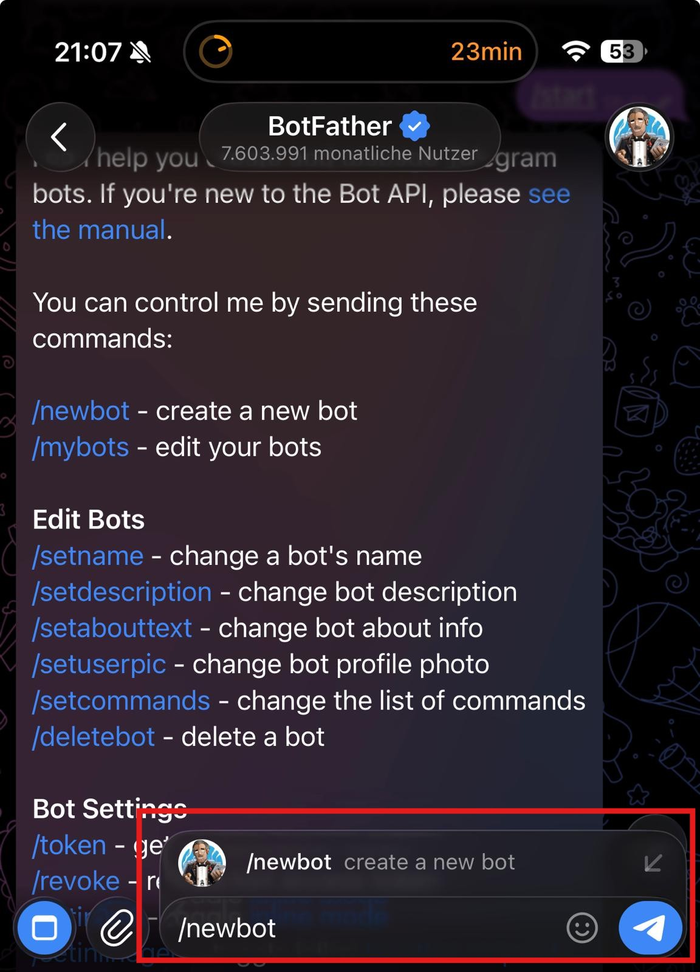 21:07
23min
53
/start
BotFather
7.603.991 monatliche Nutzer
help you
bots. If you're new to the Bot API, please see
the manual.
You can control me by sending these
commands:
/newbot - create a new bot
/mybots - edit your bots
Edit Bots
/setname - change a bot's name
/setdescription - change bot description
/setabouttext - change bot about info
/setuserpic - change bot profile photo
/setcommands - change the list of commands
/deletebot - delete a bot
Bot Settings
/token -
/revoke -
/newbot create a new bot
/newbot